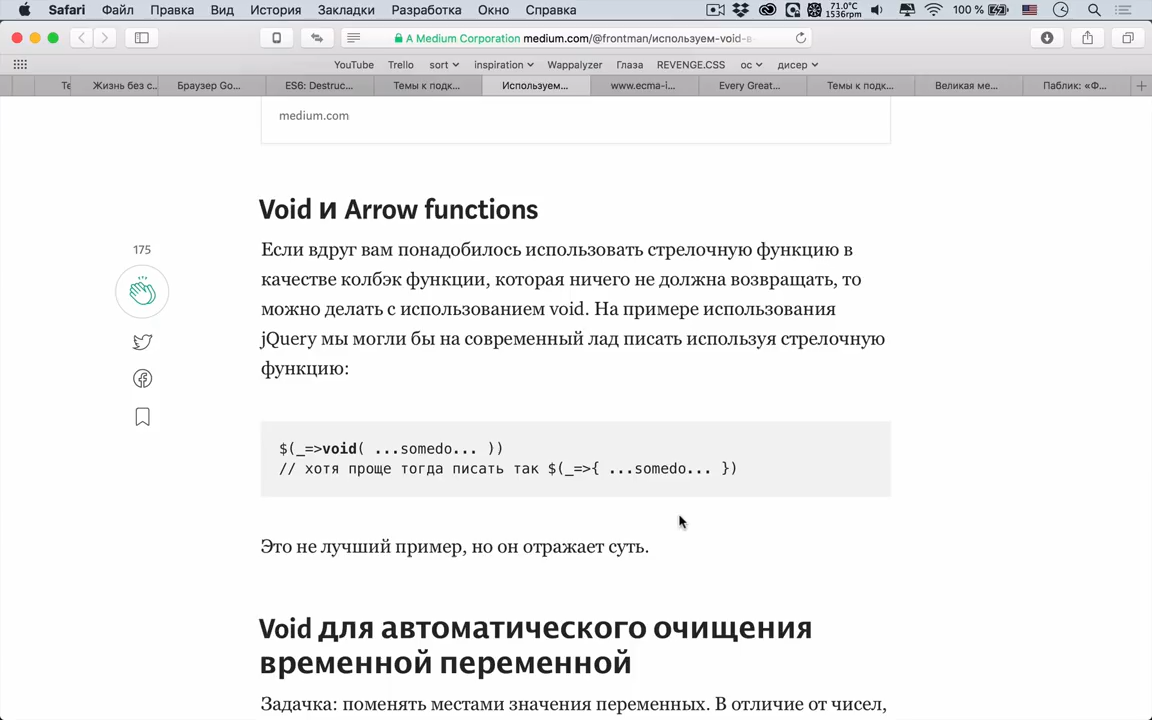 Safari Файл Правка Вид История Закладки Разработка Окно Справка 71.0°C 1536rpm 100 %
A Medium Corporation medium.com/@frontman/используем-void-в-
YouTube Trello sort inspiration Wappalyzer Глаза REVENGE.CSS ос дисер
Те Жизнь без с... Браузер Go... ES6: Destruc... Темы к подк... Используем... www.ecma-i... Every Great... Темы к подк... Великая ме... Паблик: «Ф...
medium.com
Void и Arrow functions
175
Если вдруг вам понадобилось использовать стрелочную функцию в
качестве колбэк функции, которая ничего не должна возвращать, то
можно делать с использованием void. На примере использования
jQuery мы могли бы на современный лад писать используя стрелочную
функцию:
$(_=>void( ...somedo... ))
// хотя проще тогда писать так $(_=>{ ...somedo... })
Это не лучший пример, но он отражает суть.
Void для автоматического очищения
временной переменной
Задачка: поменять местами значения переменных. В отличие от чисел,